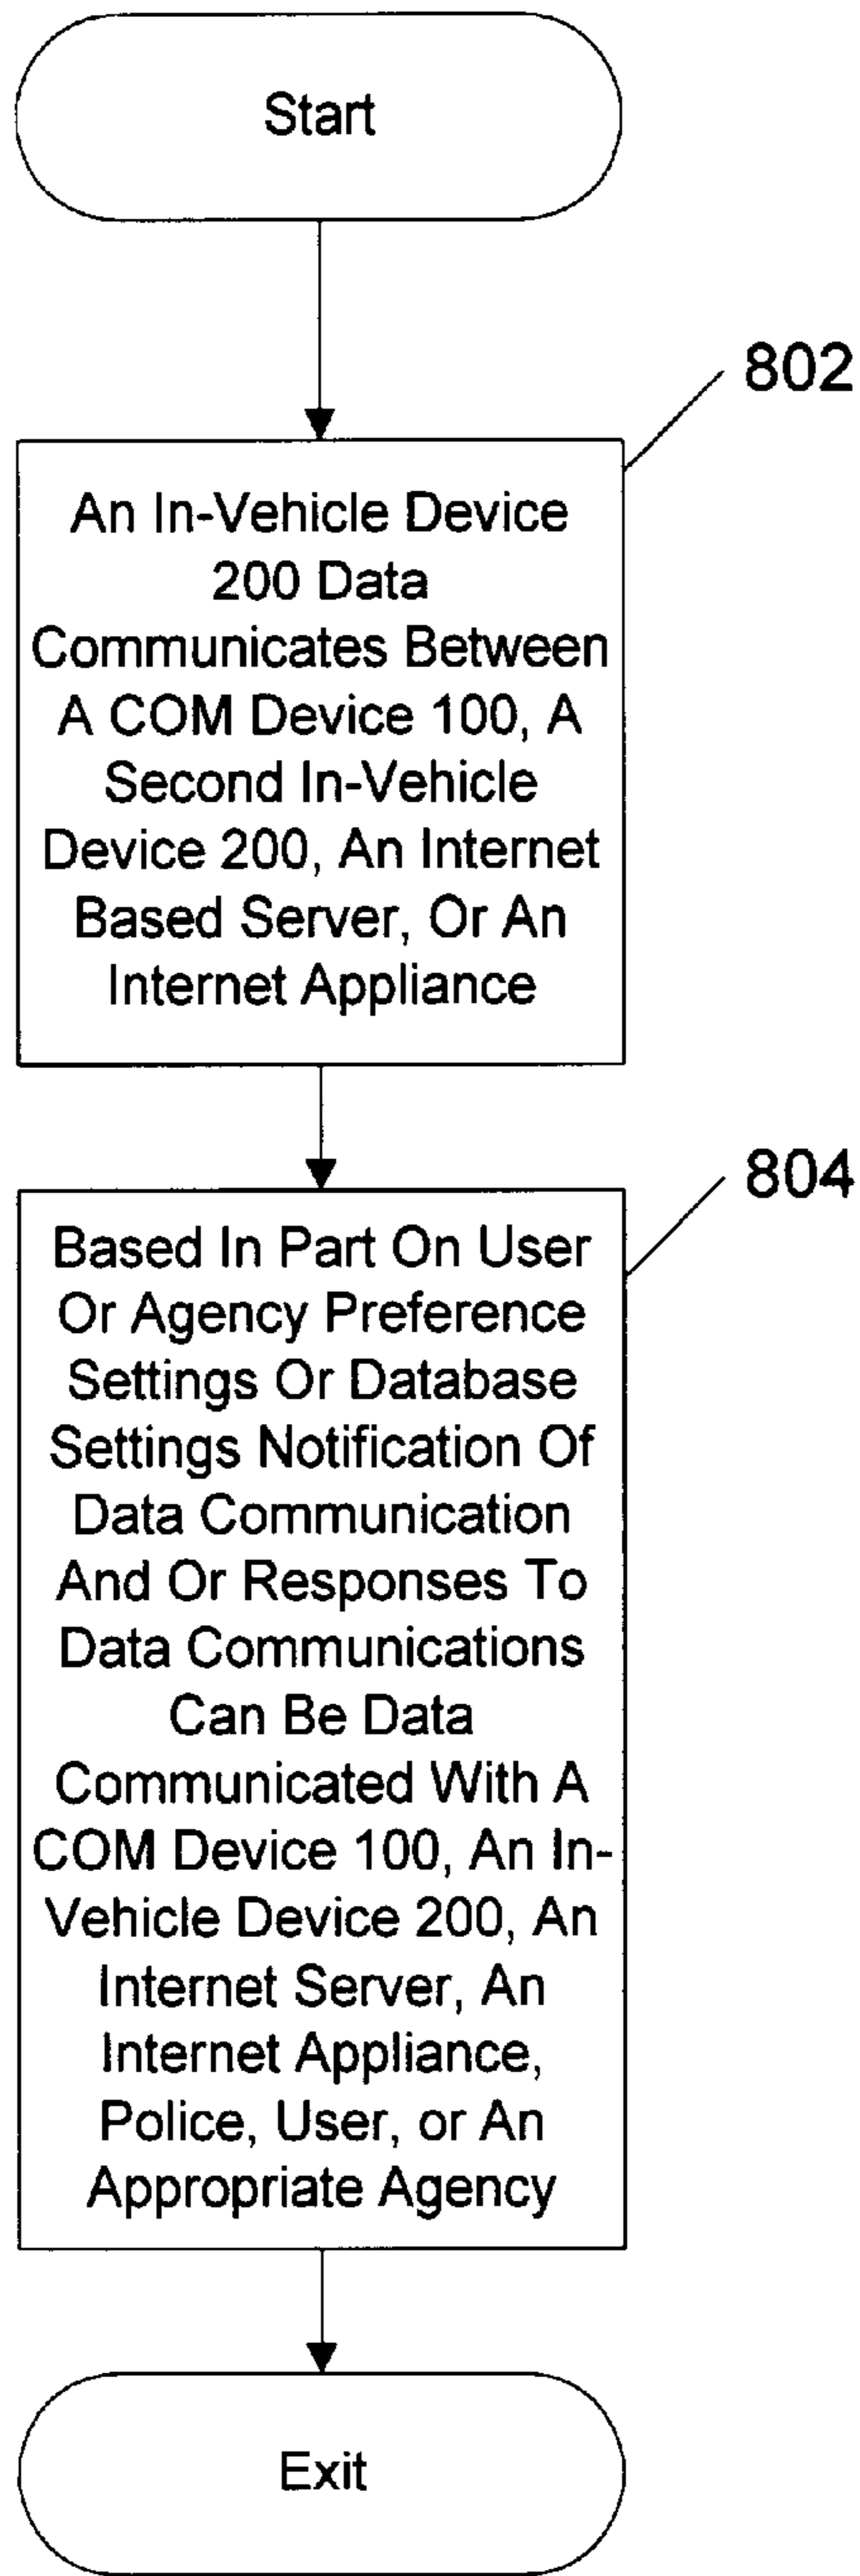 Start
802
An In-Vehicle Device
200 Data
Communicates Between
A COM Device 100, A
Second In-Vehicle
Device 200, An Internet
Based Server, Or An
Internet Appliance
804
Based In Part On User
Or Agency Preference
Settings Or Database
Settings Notification Of
Data Communication
And Or Responses To
Data Communications
Can Be Data
Communicated With A
COM Device 100, An In-
Vehicle Device 200, An
Internet Server, An
Internet Appliance,
Police, User, or An
Appropriate Agency
Exit